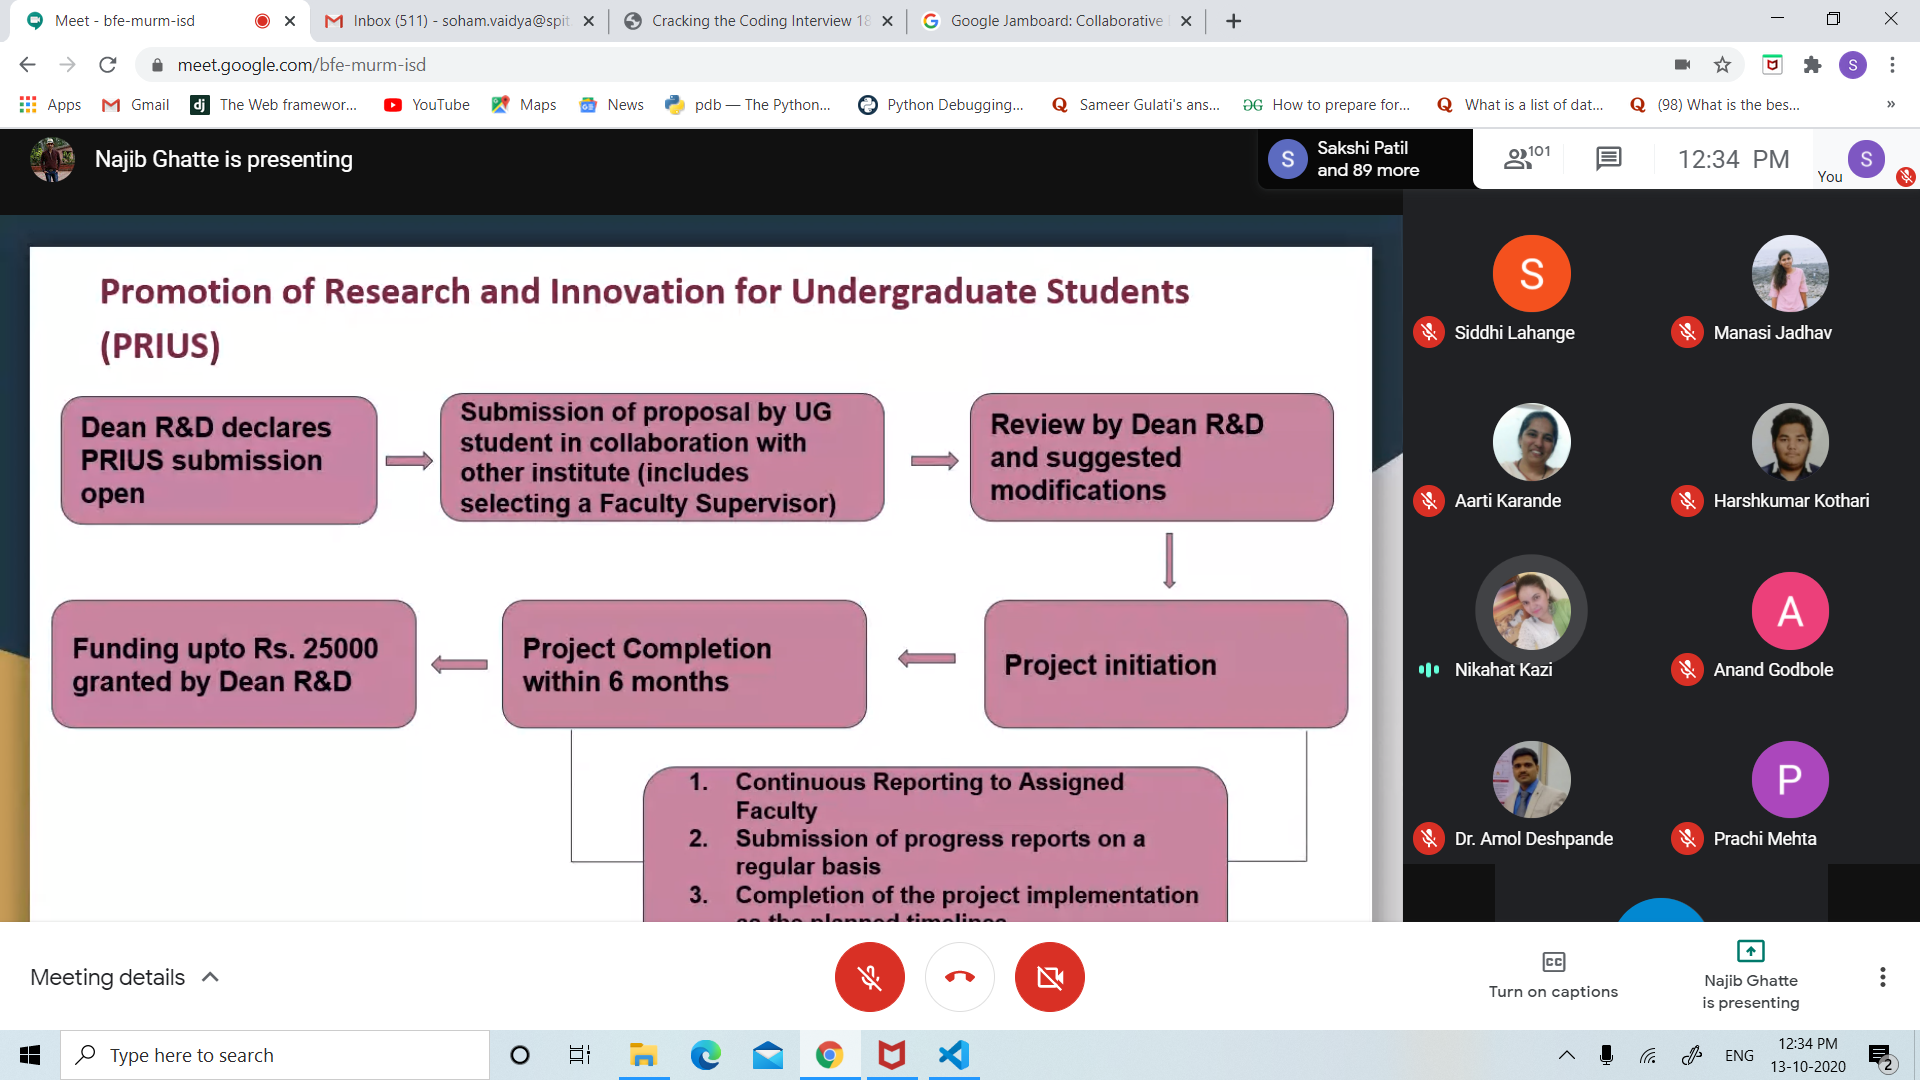 Meet - bfe-murm-isd
Inbox (511) - soham.vaidya@spit.
Cracking the Coding Interview 18
Google Jamboard: Collaborative
meet.google.com/bfe-murm-isd
S
Apps
Gmail
dj The Web framewor...
YouTube
Maps
News
pdb — The Python...
Python Debugging...
Sameer Gulati's ans...
How to prepare for...
What is a list of dat...
(98) What is the bes...
»
Najib Ghatte is presenting
S
Sakshi Patil
and 89 more
101
12:34 PM
You
S
Promotion of Research and Innovation for Undergraduate Students
(PRIUS)
Dean R&D declares
PRIUS submission
open
Submission of proposal by UG
student in collaboration with
other institute (includes
selecting a Faculty Supervisor)
Review by Dean R&D
and suggested
modifications
Funding upto Rs. 25000
granted by Dean R&D
Project Completion
within 6 months
Project initiation
1. Continuous Reporting to Assigned
Faculty
2. Submission of progress reports on a
regular basis
3. Completion of the project implementation
as the planned timelines
S
Siddhi Lahange
Manasi Jadhav
Aarti Karande
Harshkumar Kothari
Nikahat Kazi
A
Anand Godbole
Dr. Amol Deshpande
P
Prachi Mehta
Meeting details
CC
Turn on captions
Najib Ghatte
is presenting
Type here to search
ENG
12:34 PM
13-10-2020
2